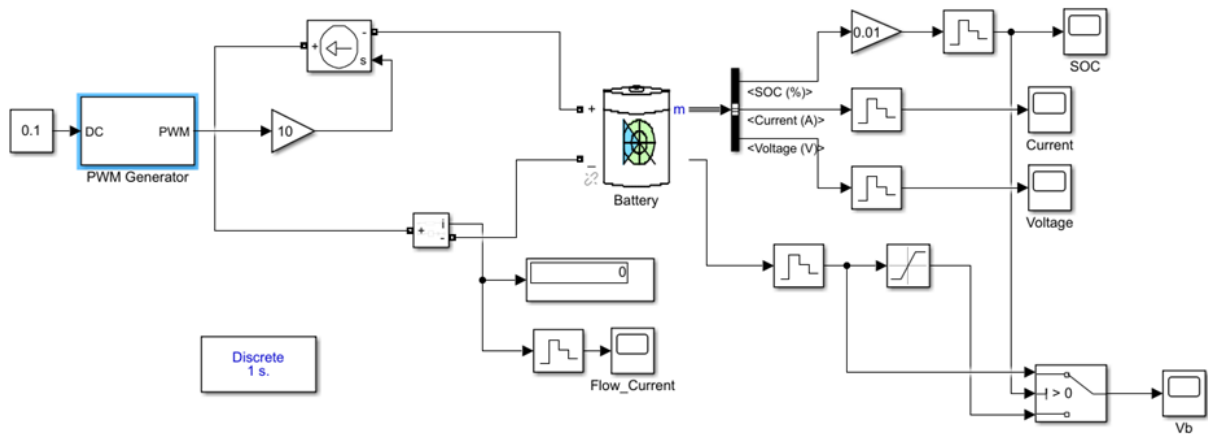 -
+
s
0.01
SOC
0.1
DC
PWM
PWM Generator
10
+
m
<SOC (%)>
<Current (A)>
<Voltage (V)>
Current
-
Battery
Voltage
+
i
-
0
Discrete
1 s.
Flow_Current
> 0
Vb